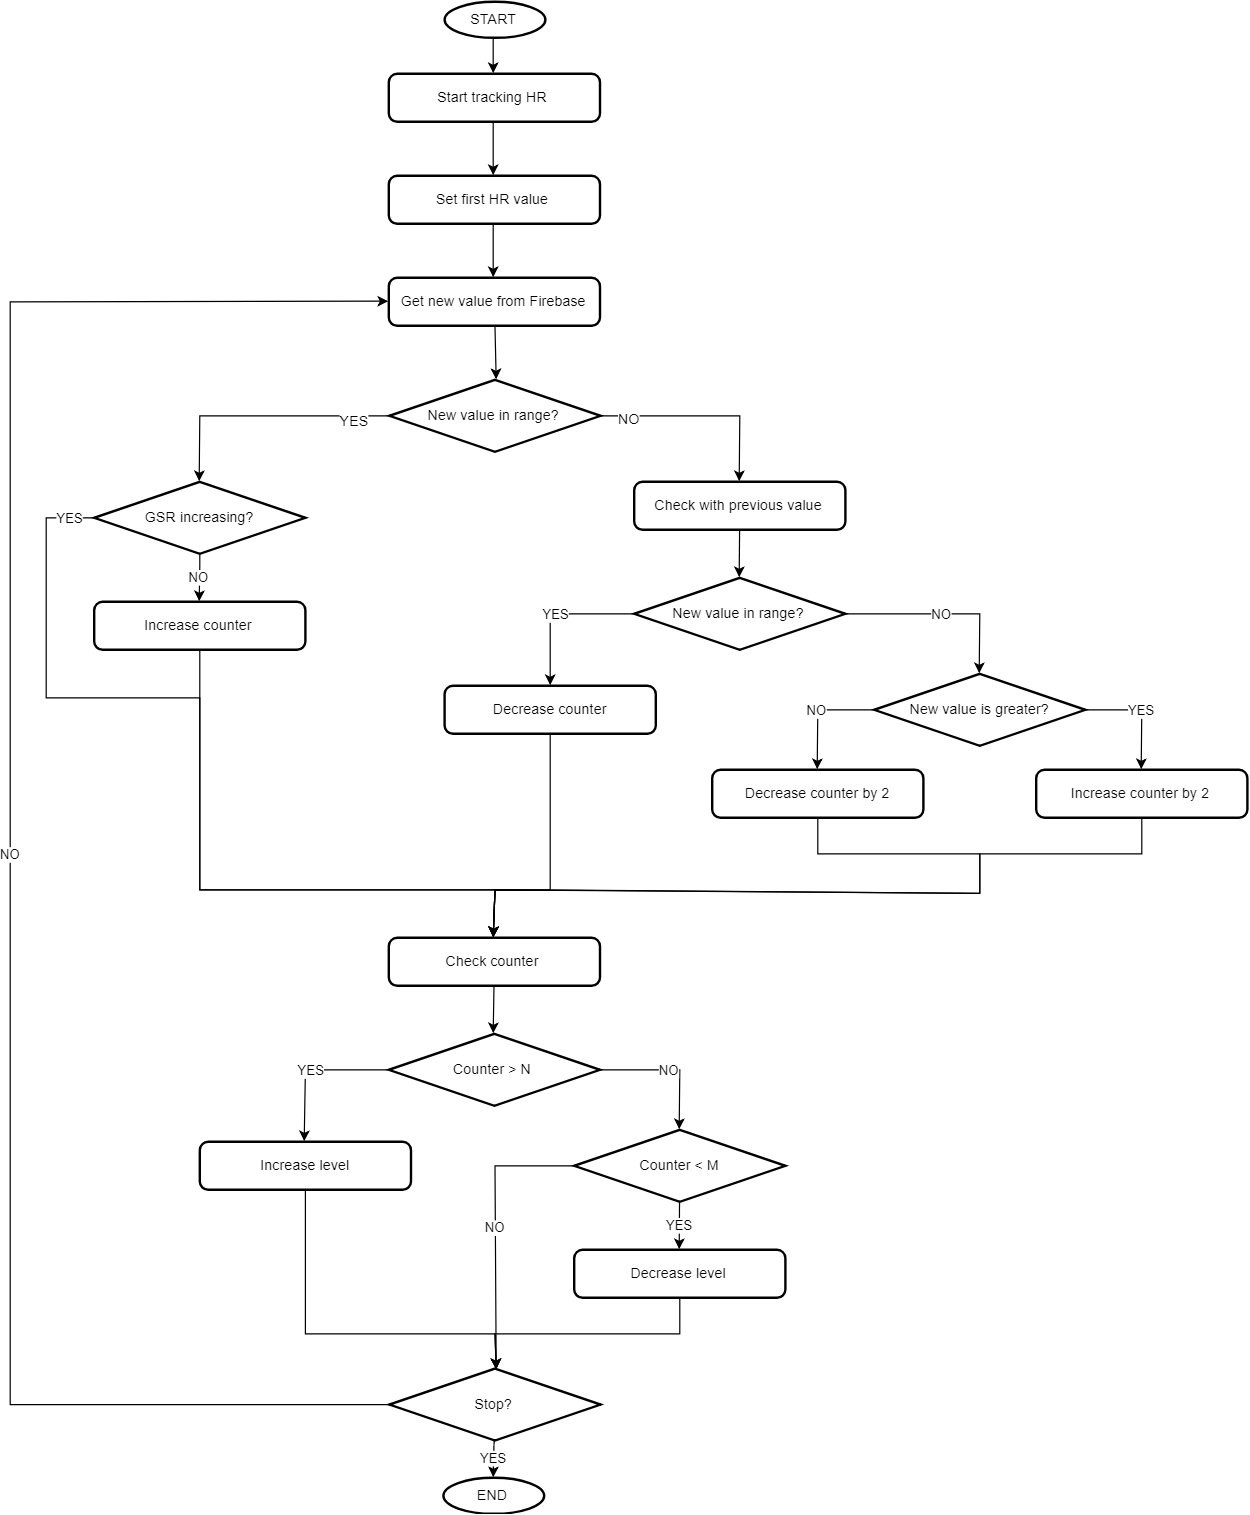 START
Start tracking HR
Set first HR value
Get new value from Firebase
New value in range?
YES
NO
GSR increasing?
YES
NO
Increase counter
Check with previous value
New value in range?
YES
NO
Decrease counter
New value is greater?
NO
YES
Decrease counter by 2
Increase counter by 2
NO
Check counter
Counter > N
YES
NO
Increase level
Counter < M
NO
YES
Decrease level
Stop?
YES
END